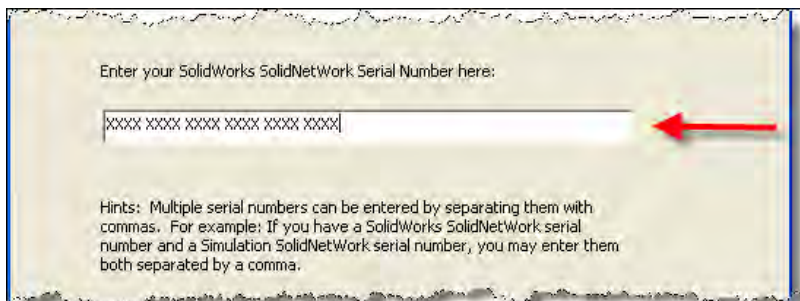 Enter your SolidWorks SolidNetWork Serial Number here:
XXXX XXXX XXXX XXXX XXXX XXXX
Hints: Multiple serial numbers can be entered by separating them with
commas. For example: If you have a SolidWorks SolidNetWork serial
number and a Simulation SolidNetWork serial number, you may enter them
both separated by a comma.